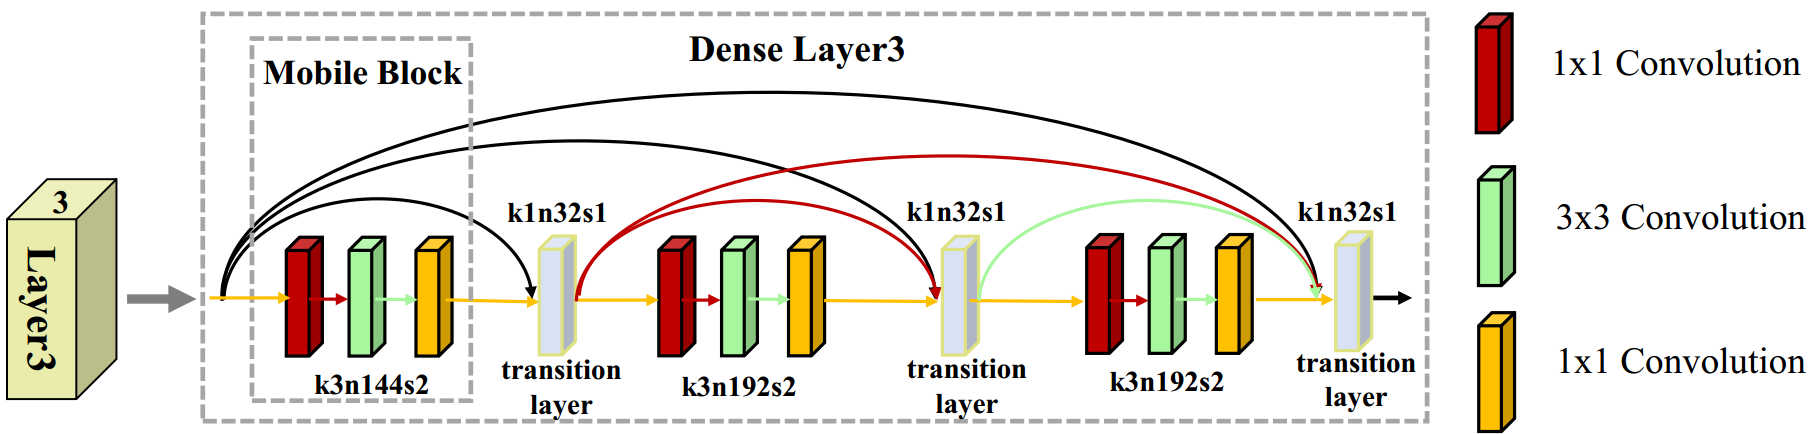 Dense Layer3
Mobile Block
3
Layer3
k1n32s1
k1n32s1
k1n32s1
k3n144s2
transition
layer
k3n192s2
transition
layer
k3n192s2
transition
layer
1x1 Convolution
3x3 Convolution
1x1 Convolution